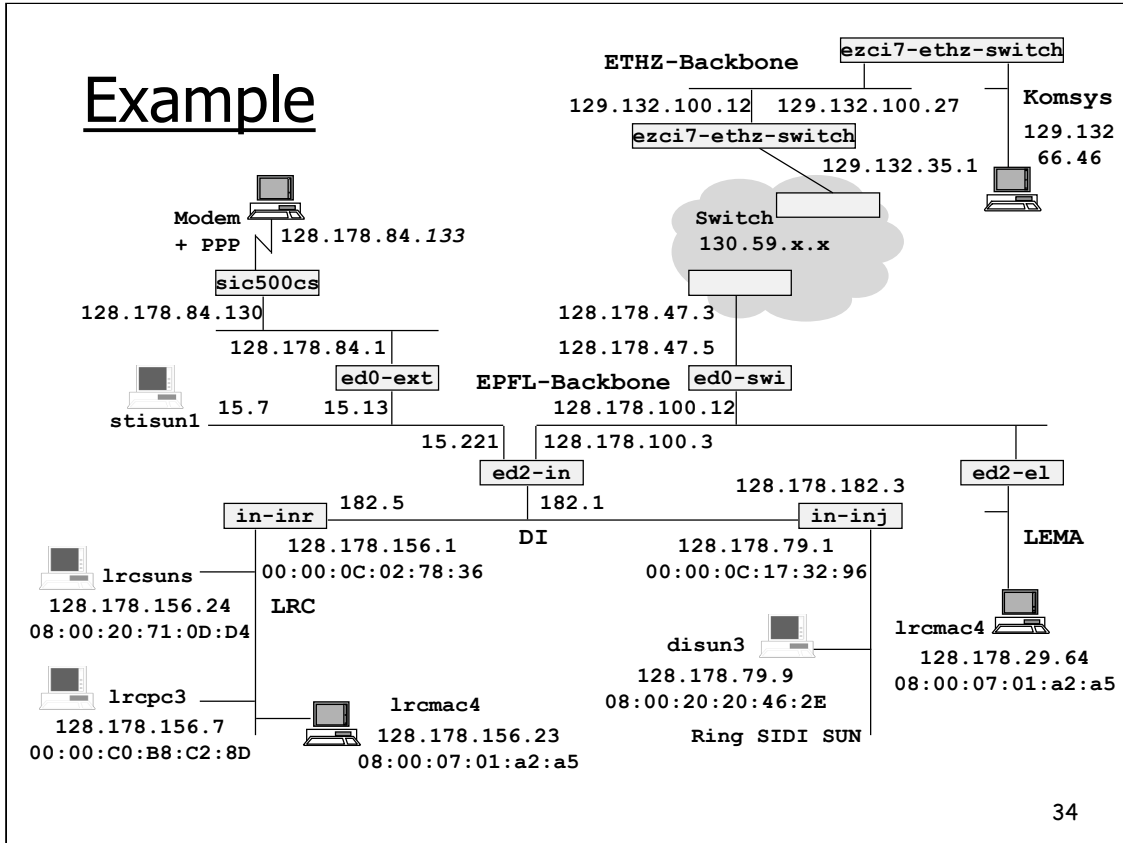 Example
ezci7-ethz-switch
ETHZ-Backbone
129.132.100.12
129.132.100.27
Komsys
129.132
66.46
ezci7-ethz-switch
129.132.35.1
Switch
130.59.x.x
Modem
+ PPP
128.178.84.133
sic500cs
128.178.84.130
128.178.84.1
128.178.47.3
128.178.47.5
ed0-ext
EPFL-Backbone
ed0-swi
stisun1
15.7
15.13
128.178.100.12
15.221
128.178.100.3
ed2-in
ed2-el
182.5
182.1
128.178.182.3
in-inr
in-inj
DI
LEMA
128.178.156.1
00:00:0C:02:78:36
128.178.79.1
00:00:0C:17:32:96
lrcsuns
128.178.156.24
08:00:20:71:0D:D4
LRC
lrcpc3
128.178.156.7
00:00:C0:B8:C2:8D
lrcmac4
128.178.156.23
08:00:07:01:a2:a5
disun3
128.178.79.9
08:00:20:20:46:2E
Ring SIDI SUN
lrcmac4
128.178.29.64
08:00:07:01:a2:a5
34